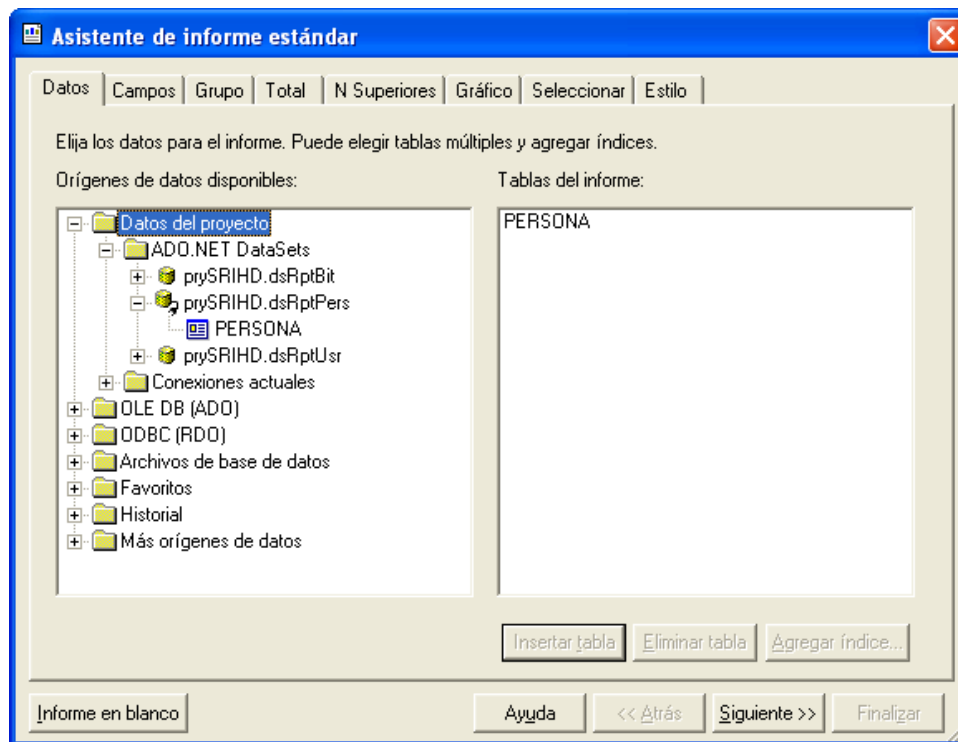 Asistente de informe estándar
Datos Campos Grupo Total N Superiores Gráfico Seleccionar Estilo
Elija los datos para el informe. Puede elegir tablas múltiples y agregar índices.
Orígenes de datos disponibles:
Tablas del informe:
Datos del proyecto
ADO.NET DataSets
prySRIHD.dsRptBit
prySRIHD.dsRptPers
PERSONA
prySRIHD.dsRptUsr
Conexiones actuales
OLE DB (ADO)
ODBC (RDO)
Archivos de base de datos
Favoritos
Historial
Más orígenes de datos
PERSONA
Insertar tabla Eliminar tabla Agregar índice...
Informe en blanco Ayuda << Atrás Siguiente >> Finalizar